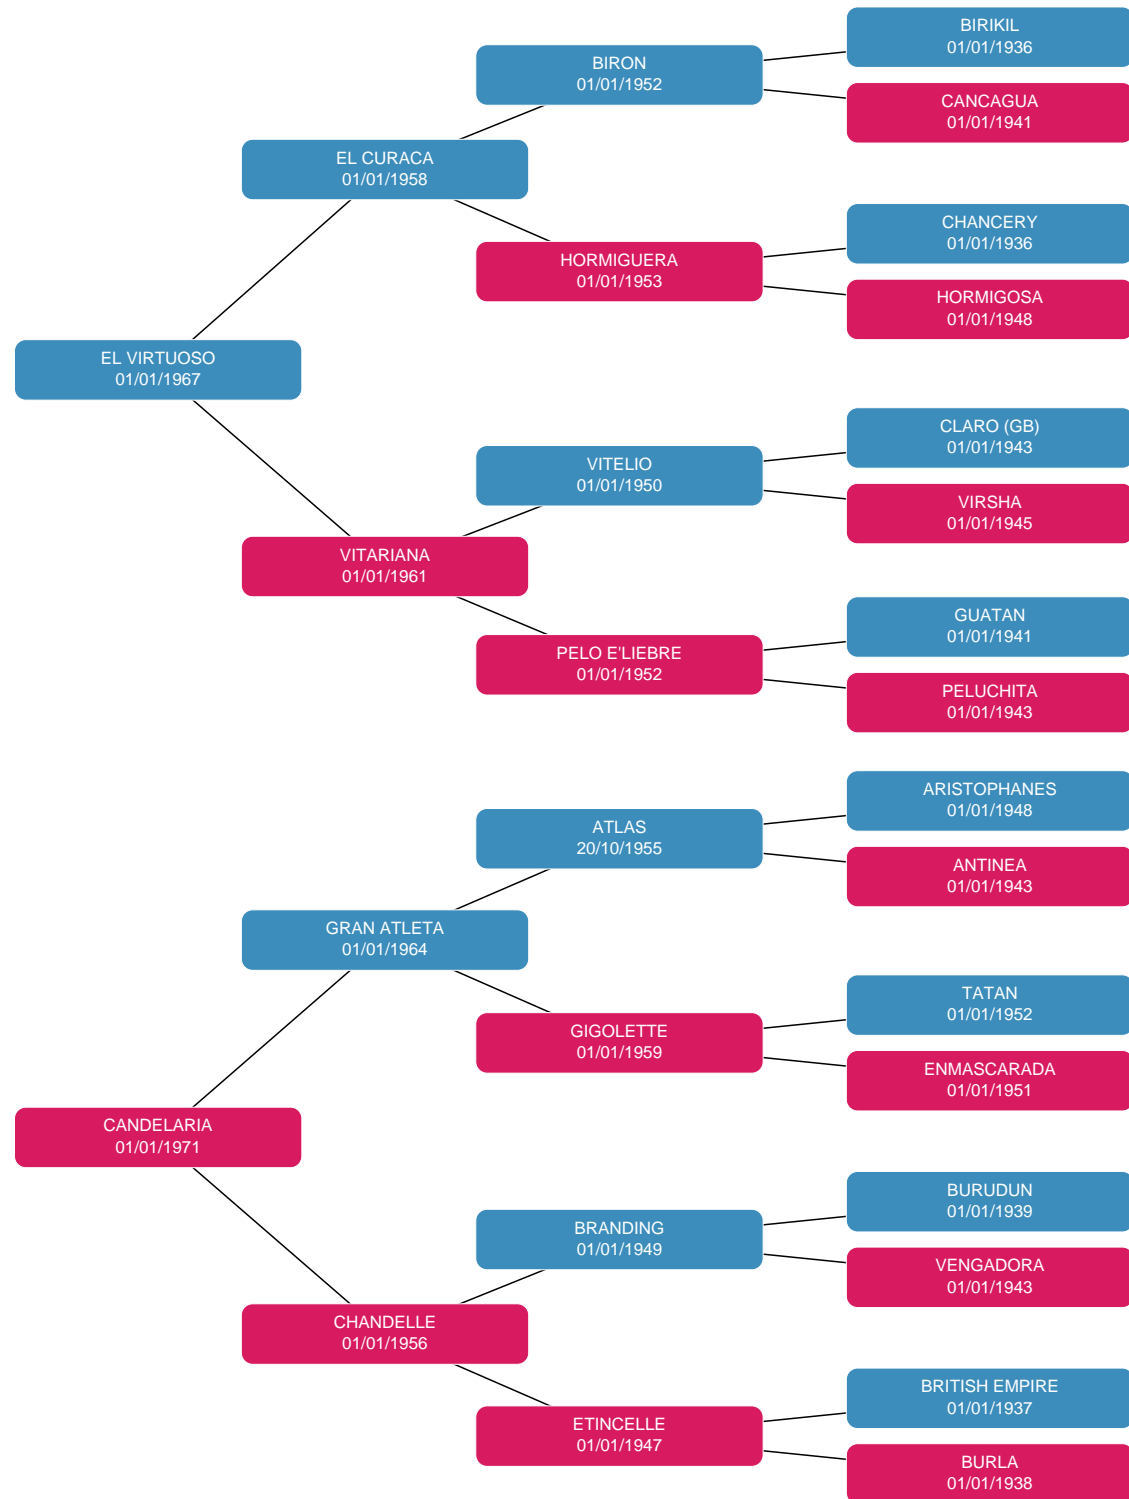 BIRIKIL
01/01/1936
BIRON
01/01/1952
CANCAGUA
01/01/1941
EL CURACA
01/01/1958
CHANCERY
01/01/1936
HORMIGUERA
01/01/1953
HORMIGOSA
01/01/1948
EL VIRTUOSO
01/01/1967
CLARO (GB)
01/01/1943
VITELIO
01/01/1950
VIRSHA
01/01/1945
VITARIANA
01/01/1961
GUATAN
01/01/1941
PELO E'LIEBRE
01/01/1952
PELUCHITA
01/01/1943
ARISTOPHANES
01/01/1948
ATLAS
20/10/1955
ANTINEA
01/01/1943
GRAN ATLETA
01/01/1964
TATAN
01/01/1952
GIGOLETTE
01/01/1959
ENMASCARADA
01/01/1951
CANDELARIA
01/01/1971
BURUDUN
01/01/1939
BRANDING
01/01/1949
VENGADORA
01/01/1943
CHANDELLE
01/01/1956
BRITISH EMPIRE
01/01/1937
ETINCELLE
01/01/1947
BURLA
01/01/1938